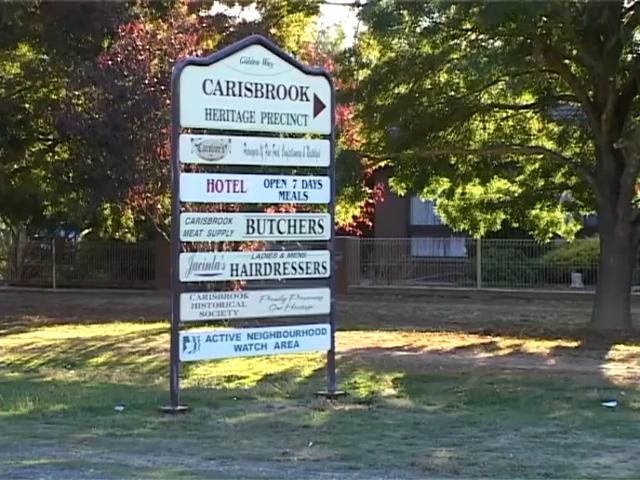 Golden Way
CARISBROOK
HERITAGE PRECINCT
HOTEL OPEN 7 DAYS
MEALS
CARISBROOK
MEAT SUPPLY BUTCHERS
Jacinta's LADIES & MENS
HAIRDRESSERS
CARISBROOK
HISTORICAL
SOCIETY
Proudly Preserving
Our Heritage
ACTIVE NEIGHBOURHOOD
WATCH AREA